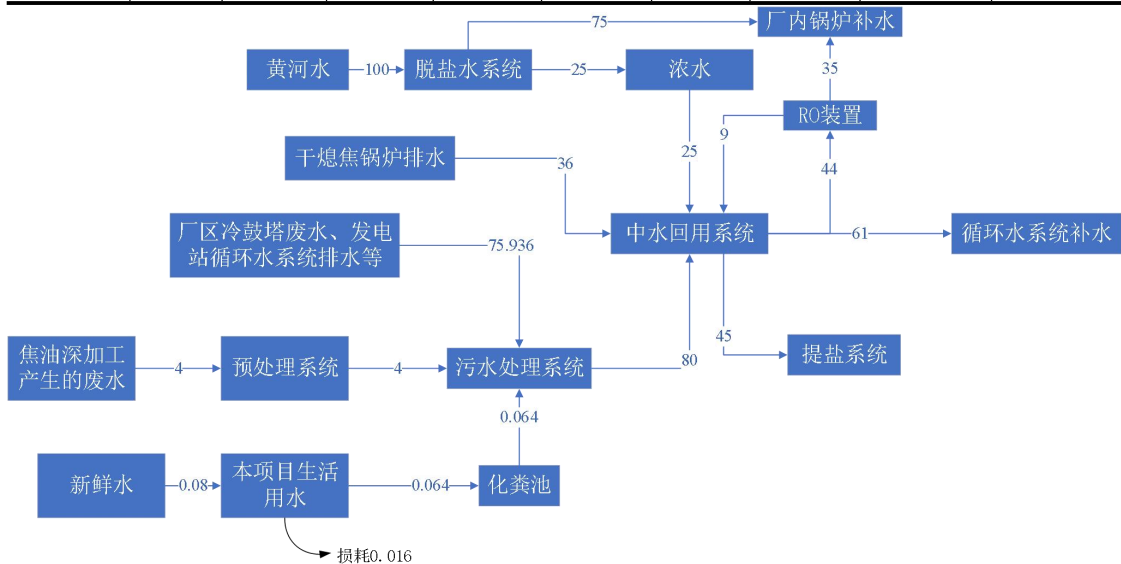 75
厂内锅炉补水
黄河水
100
脱盐水系统
25
浓水
35
RO装置
9
干熄焦锅炉排水
36
25
44
厂区冷鼓塔废水、发电
站循环水系统排水等
75.936
中水回用系统
61
循环水系统补水
焦油深加工
产生的废水
4
预处理系统
4
污水处理系统
80
45
提盐系统
0.064
新鲜水
0.08
本项目生活
用水
0.064
化粪池
损耗0.016